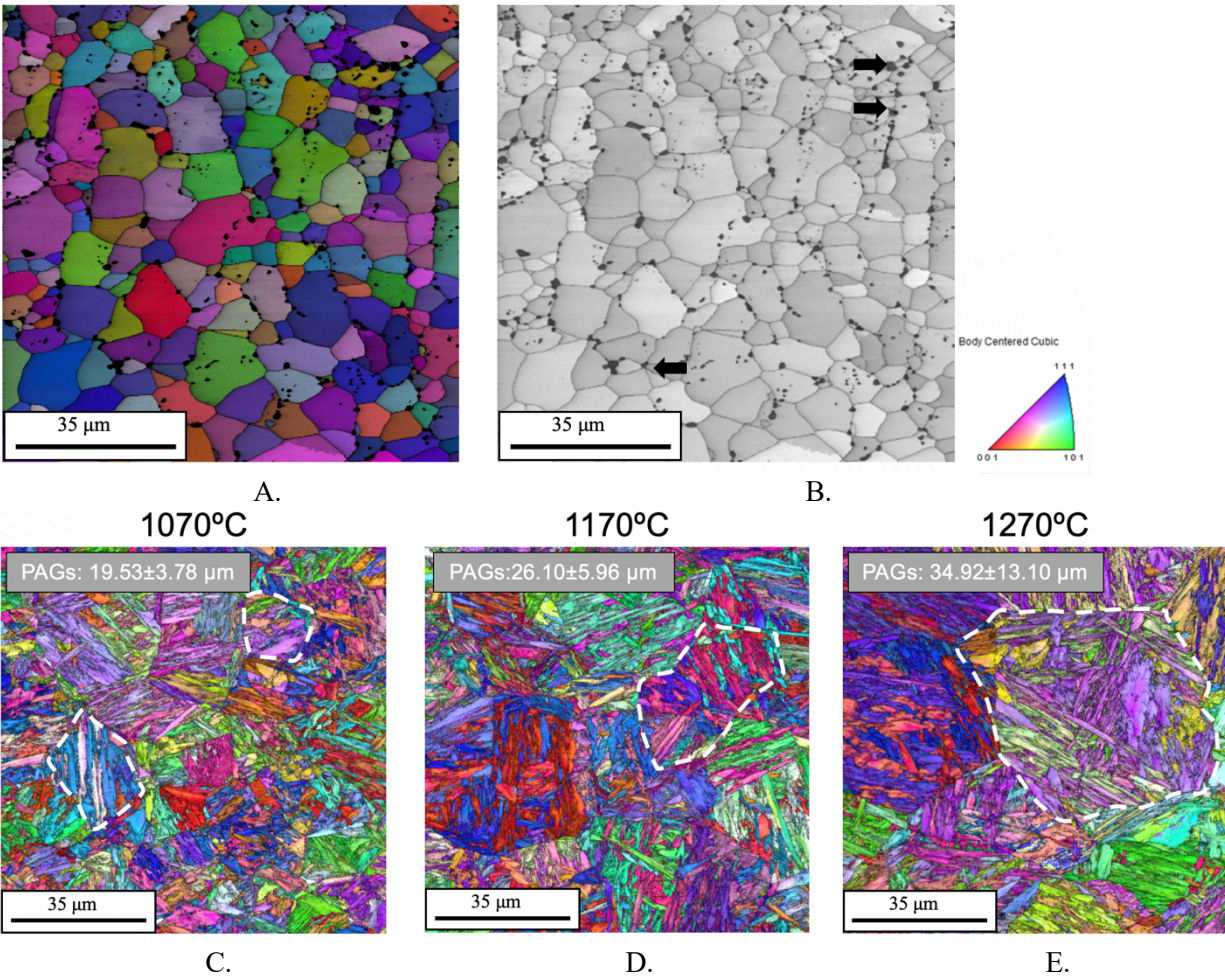 35 µm
35 µm
Body Centered Cubic
1 1 1
0 0 1
1 0 1
A.
B.
1070ºC
1170ºC
1270ºC
PAGs: 19.53±3.78 µm
PAGs:26.10±5.96 µm
PAGs: 34.92±13.10 µm
35 µm
35 µm
35 µm
C.
D.
E.